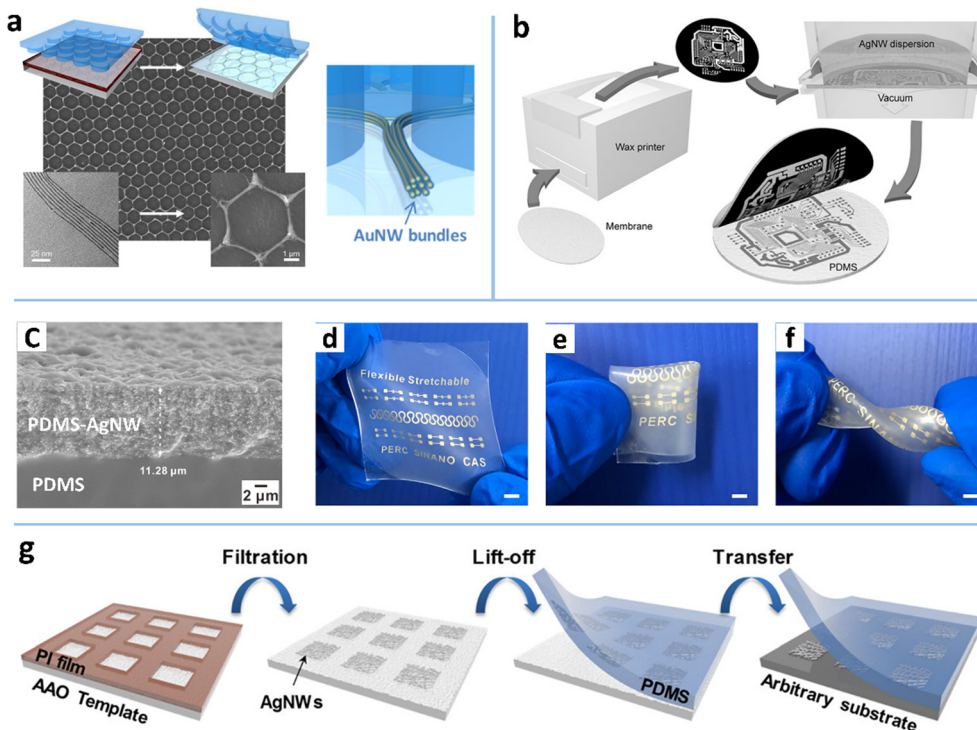 a
25 nm
1 μm
AuNW bundles
b
Wax printer
Membrane
AgNW dispersion
Vacuum
PDMS
C
PDMS-AgNW
11.28 μm
PDMS
2 μm
d
Flexible Stretchable
PERC SINANO CAS
e
PERC SINA
f
PERC SINANO
g
Filtration
Lift-off
Transfer
PI film
AAO Template
AgNWs
PDMS
Arbitrary substrate